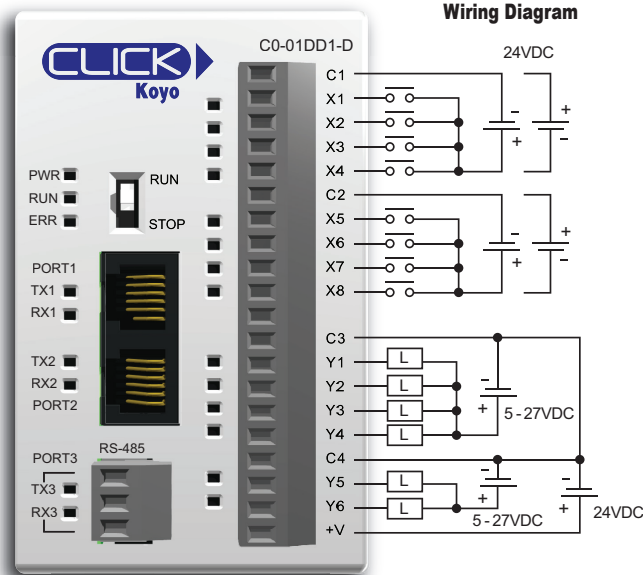 Wiring Diagram
CLICK
Koyo
C0-01DD1-D
24VDC
C1
X1
X2
X3
X4
C2
X5
X6
X7
X8
- +
+ -
- +
+ -
PWR
RUN
ERR
RUN
STOP
PORT1
TX1
RX1
TX2
RX2
PORT2
PORT3
RS-485
TX3
RX3
C3
Y1 L
Y2 L
Y3 L
Y4 L
- +
5-27VDC
C4
Y5 L
Y6 L
+V
- +
5-27VDC
- +
24VDC